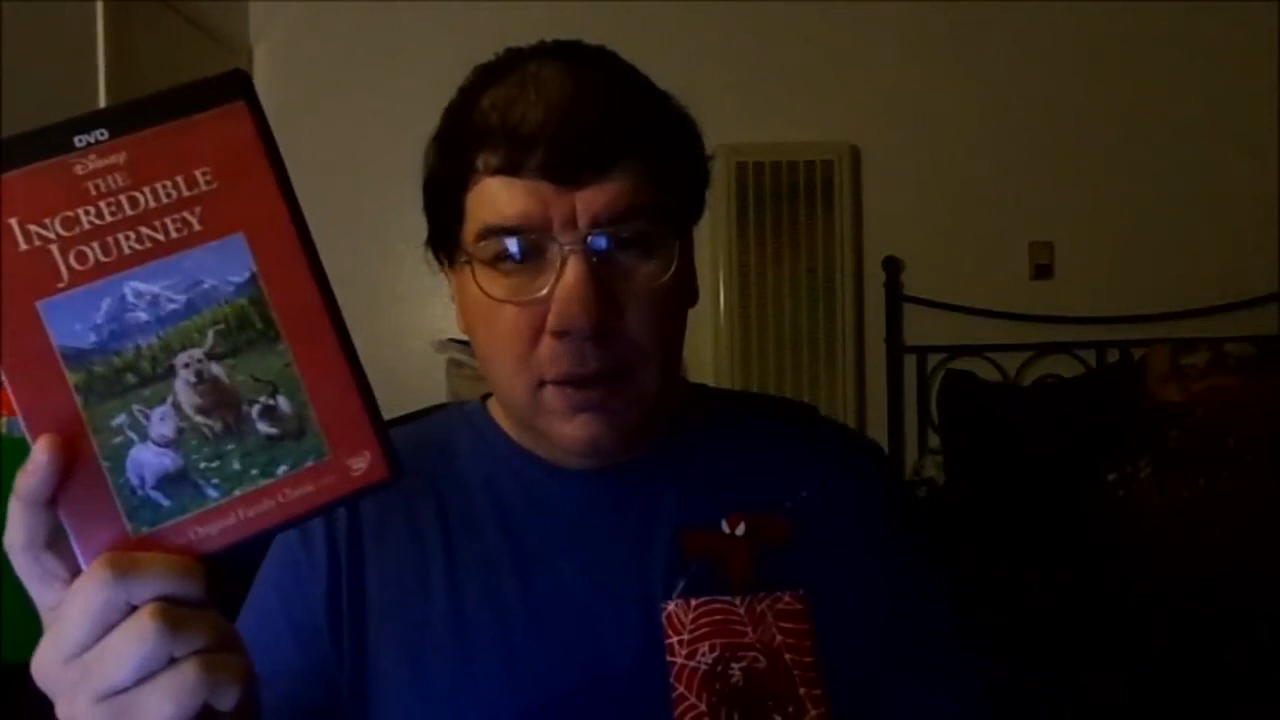 DVD
Disney
THE
INCREDIBLE
JOURNEY
Original Family Classic